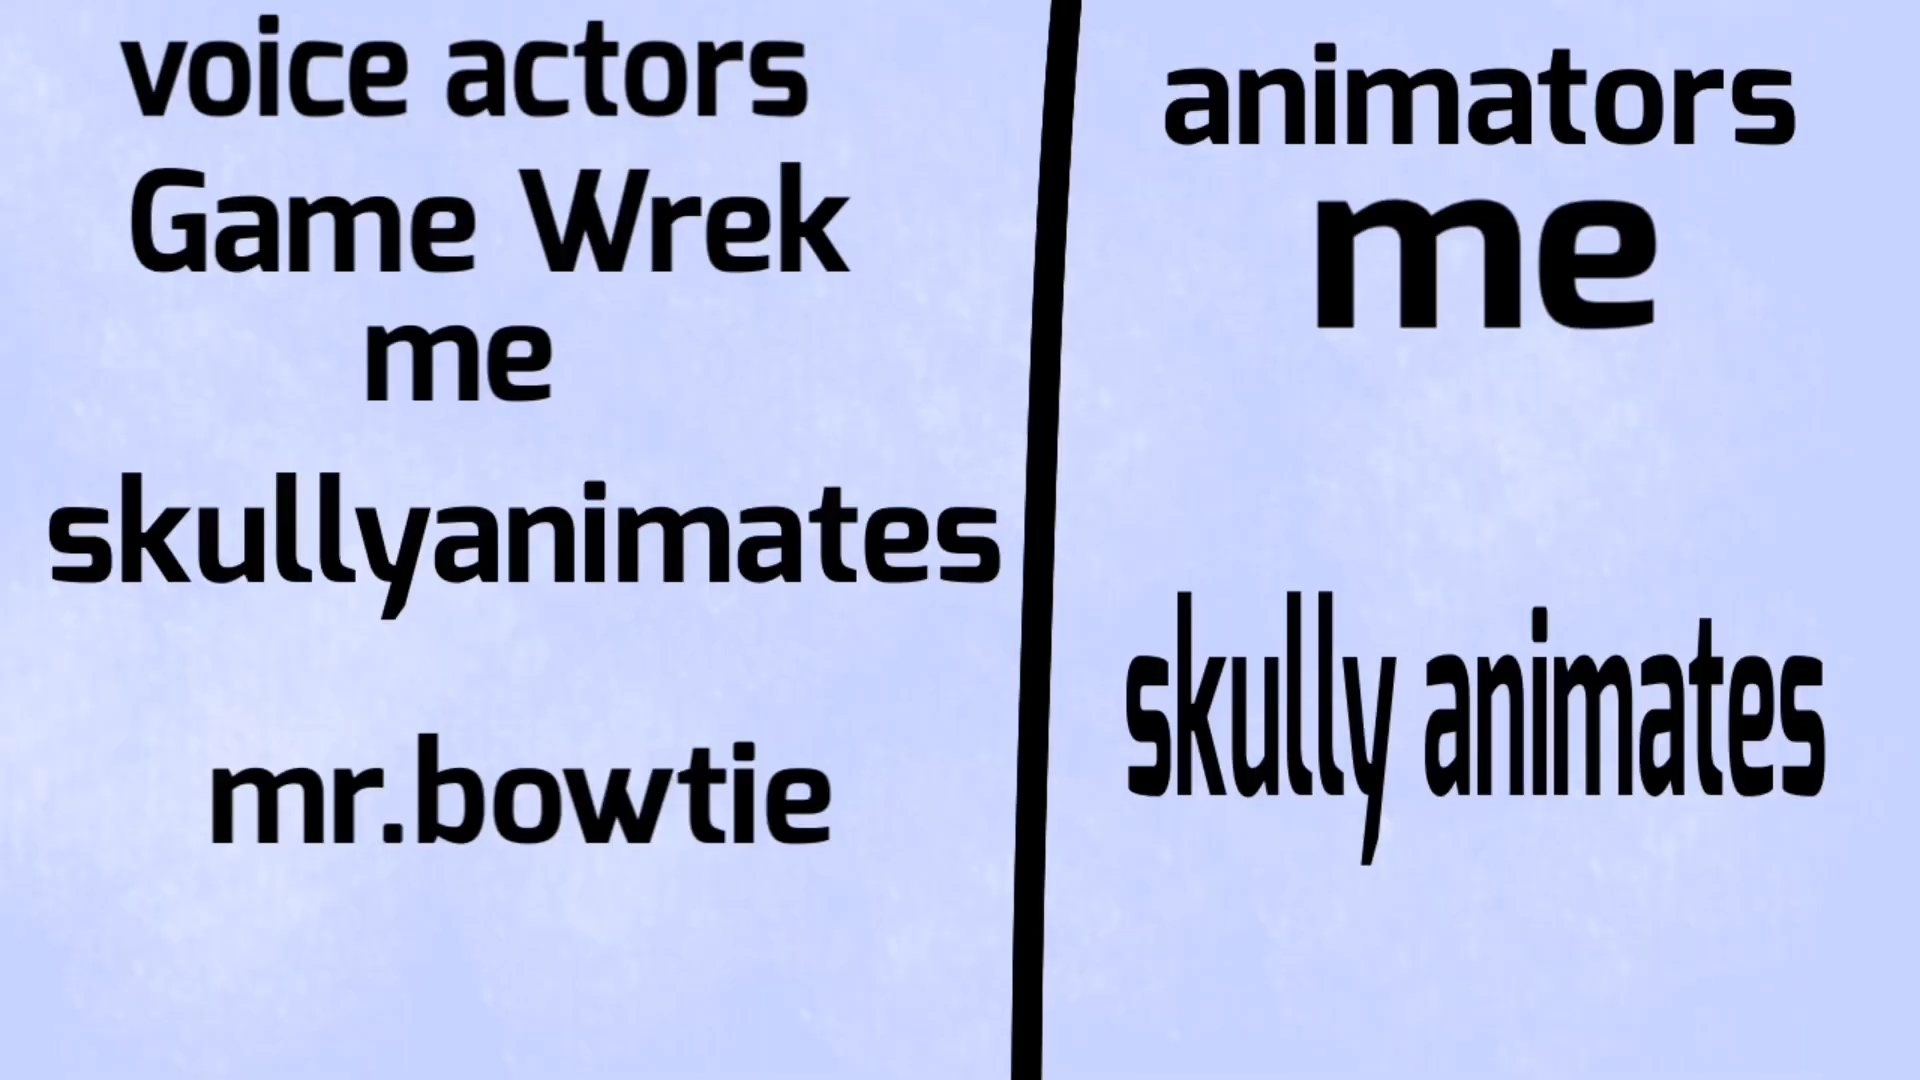 voice actors
Game Wrek
me
skullyanimates
mr.bowtie
animators
me
skully animates